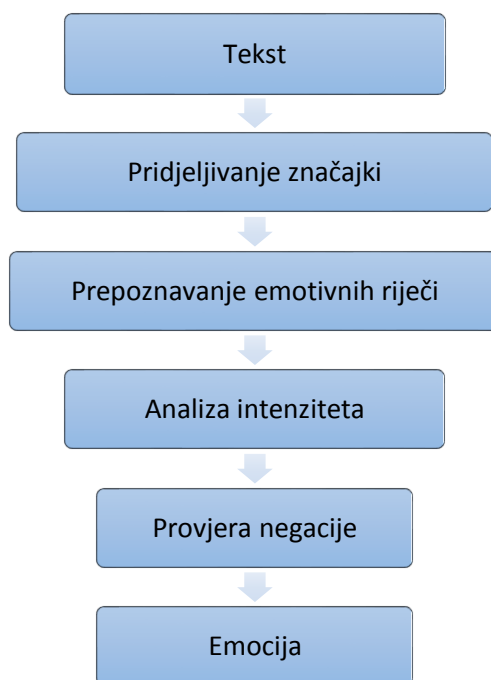 Tekst
Pridjeljivanje značajki
Prepoznavanje emotivnih riječi
Analiza intenziteta
Provjera negacije
Emocija